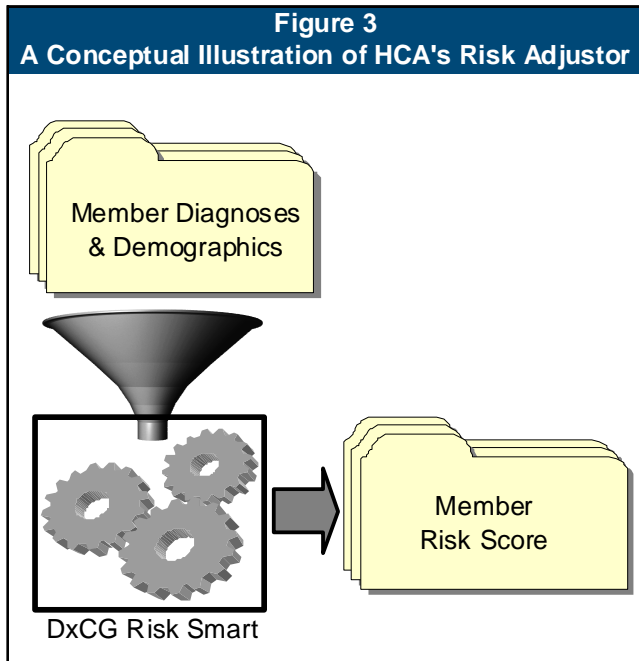 Figure 3
A Conceptual Illustration of HCA's Risk Adjustor
Member Diagnoses
& Demographics
Member
Risk Score
DxCG Risk Smart